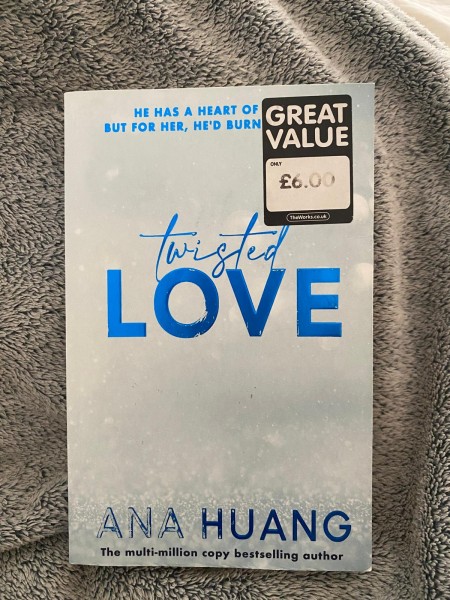 HE HAS A HEART OF
BUT FOR HER, HE'D BURN
GREAT
VALUE
ONLY
£6.00
TheWorks.co.uk
twisted
LOVE
ANA HUANG
The multi-million copy bestselling author